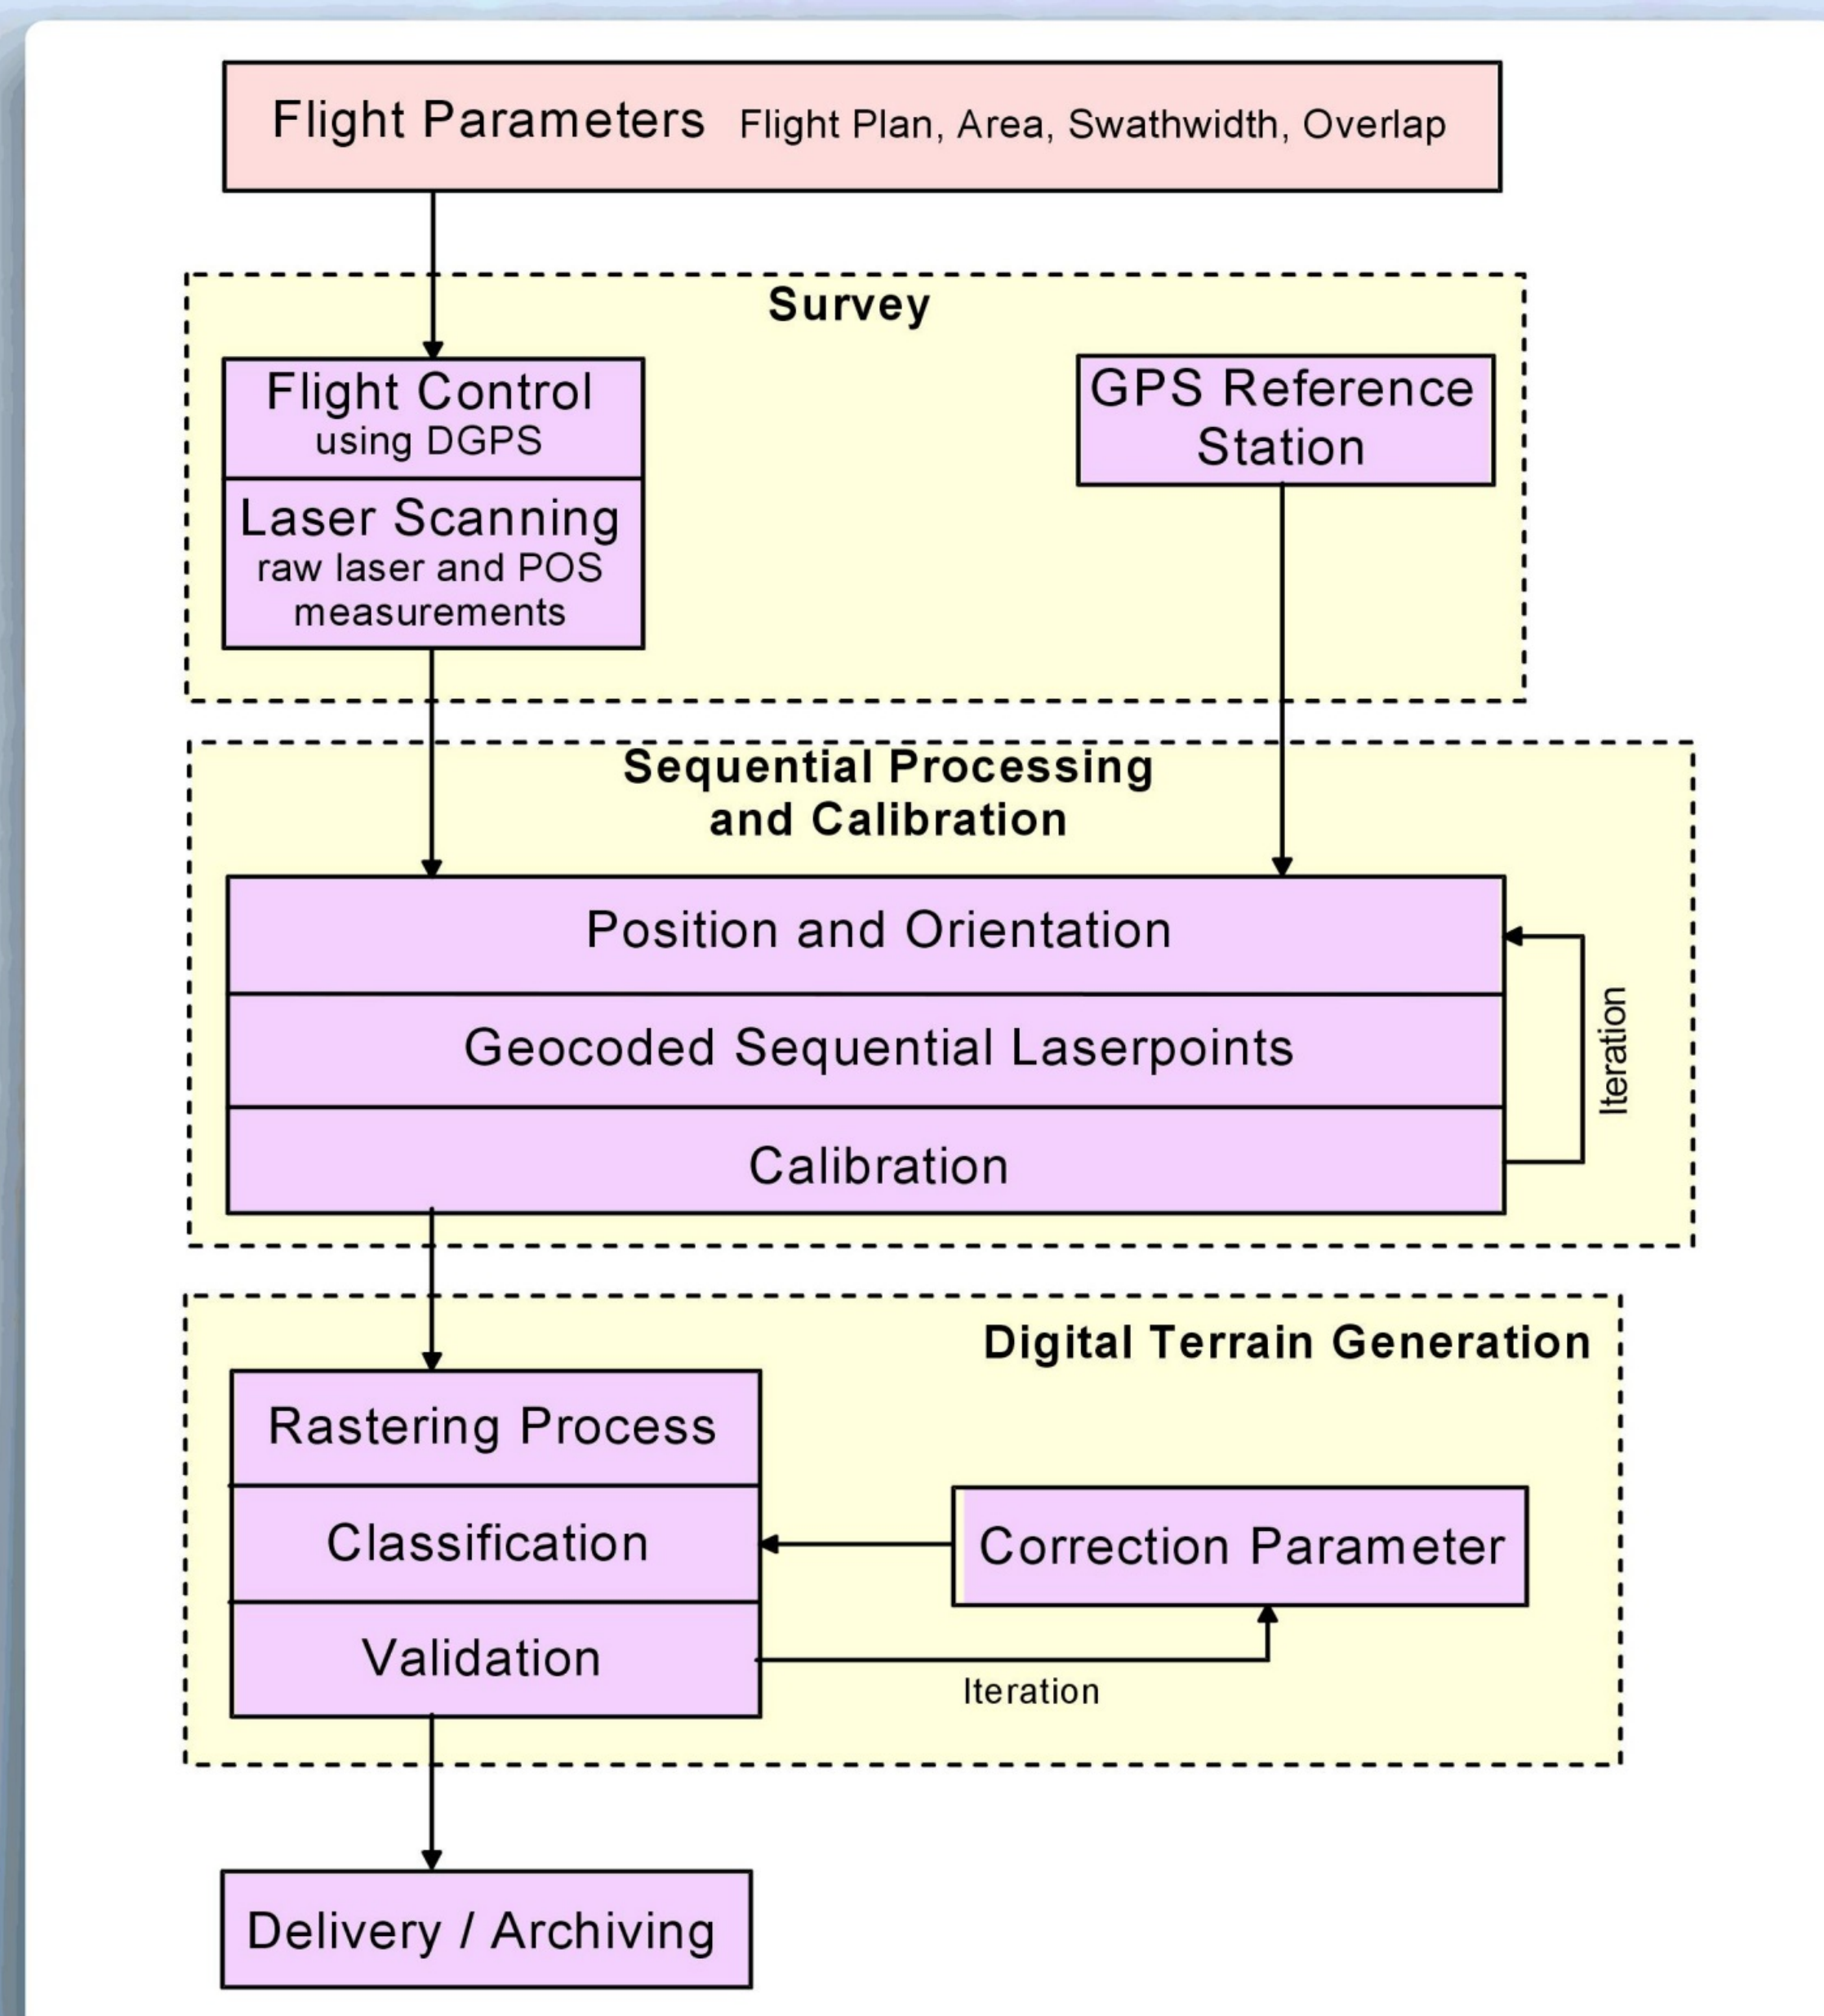 Flight Parameters Flight Plan, Area, Swathwidth, Overlap
Survey
Flight Control
using DGPS
Laser Scanning
raw laser and POS
measurements
GPS Reference
Station
Sequential Processing
and Calibration
Position and Orientation
Geocoded Sequential Laserpoints
Calibration
Iteration
Digital Terrain Generation
Rastering Process
Classification
Validation
Correction Parameter
Iteration
Delivery / Archiving